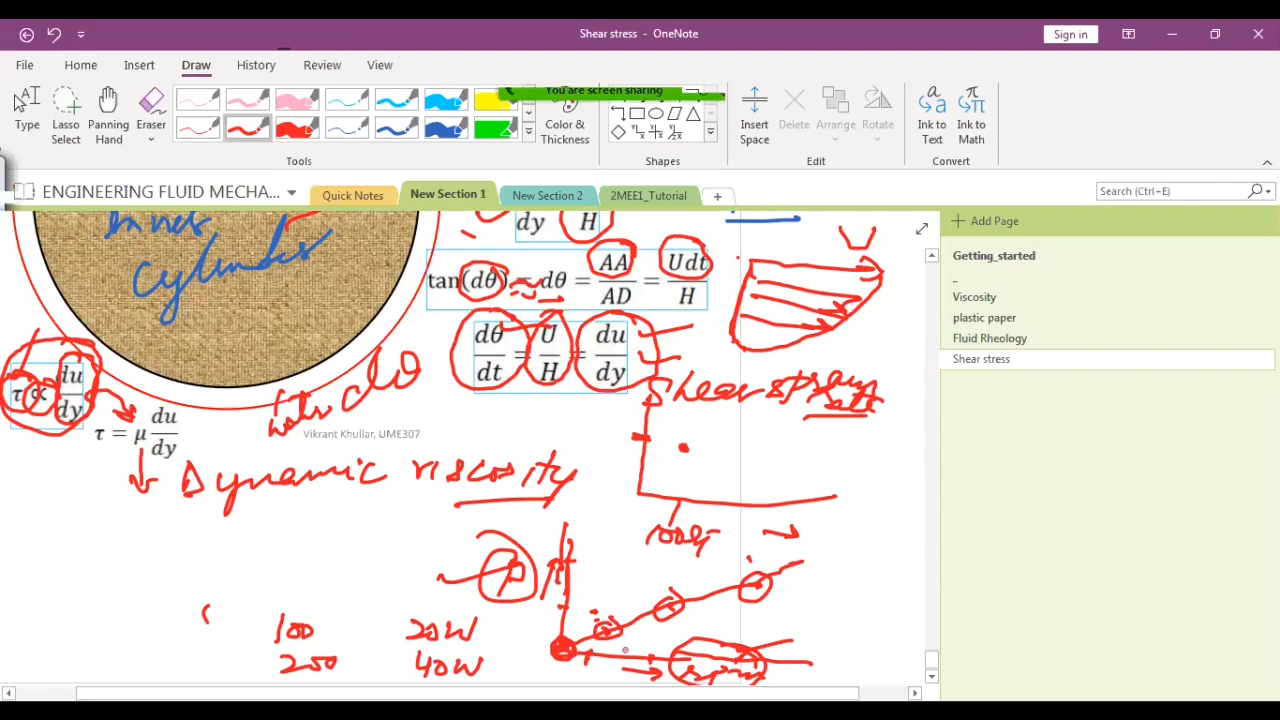 Shear stress - OneNote
Sign in
File Home Insert Draw History Review View
You are screen sharing
Type
Lasso Select
Panning Hand
Eraser
Color & Thickness
Insert Space
Delete
Arrange
Rotate
Ink to Text
Ink to Math
Tools
Shapes
Edit
Convert
ENGINEERING FLUID MECHA...
Quick Notes
New Section 1
New Section 2
2MEE1_Tutorial
Search (Ctrl+E)
Add Page
Getting_started
_
Viscosity
plastic paper
Fluid Rheology
Shear stress
Inner
Cylinder
dy H
tan(dθ) = dθ = AA/AD = Udt/H
dθ/dt = U/H = du/dy
Shear stress
τ ∝ du/dy
τ = μ du/dy
Vikrant Khullar, UME307
Dynamic viscosity
100 20W
200 40W